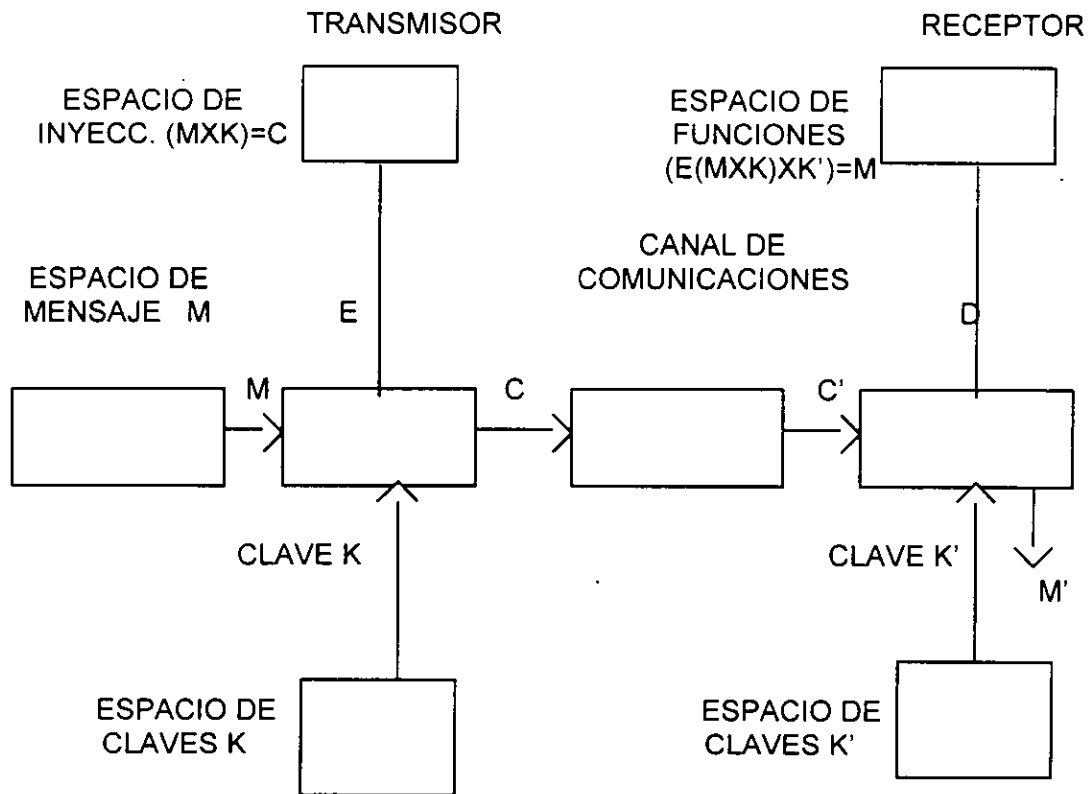 TRANSMISOR
RECEPTOR
ESPACIO DE
INYECC. (MXK)=C
ESPACIO DE
FUNCIONES
(E(MXK)XK')=M
CANAL DE
COMUNICACIONES
ESPACIO DE
MENSAJE M
E
D
M
C
C'
CLAVE K
CLAVE K'
M'
ESPACIO DE
CLAVES K
ESPACIO DE
CLAVES K'